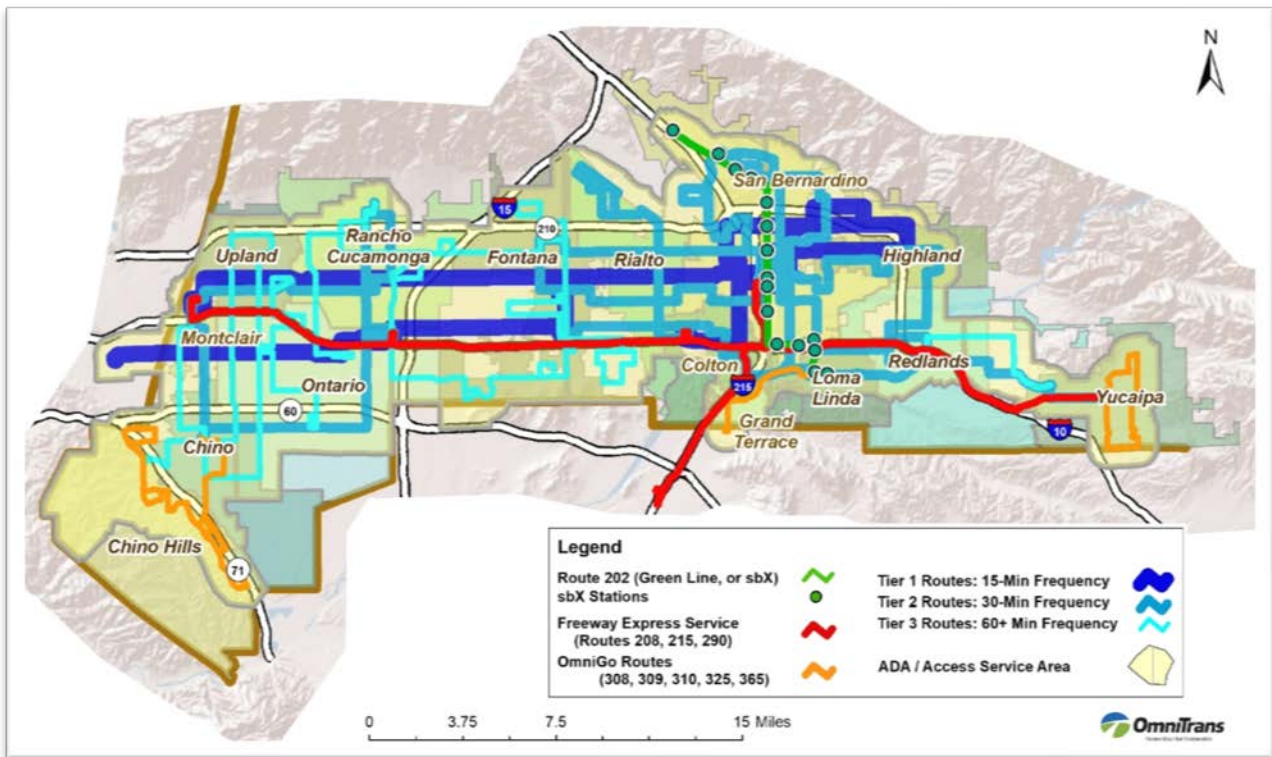 N
San Bernardino
15
210
Upland
Rancho
Cucamonga
Fontana
Rialto
Highland
Montclair
Ontario
Colton
215
Loma
Linda
Redlands
Yucaipa
60
Grand
Terrace
10
Chino
Chino Hills
71
Legend
Route 202 (Green Line, or sbX)
sbX Stations
Freeway Express Service
(Routes 208, 215, 290)
OmniGo Routes
(308, 309, 310, 325, 365)
Tier 1 Routes: 15-Min Frequency
Tier 2 Routes: 30-Min Frequency
Tier 3 Routes: 60+ Min Frequency
ADA / Access Service Area
0 3.75 7.5 15 Miles
OmniTrans